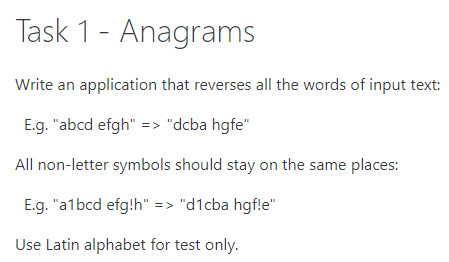 Task 1 - Anagrams
Write an application that reverses all the words of input text:
E.g. "abcd efgh" => "dcba hgfe"
All non-letter symbols should stay on the same places:
E.g. "a1bcd efg!h" => "d1cba hgf!e"
Use Latin alphabet for test only.